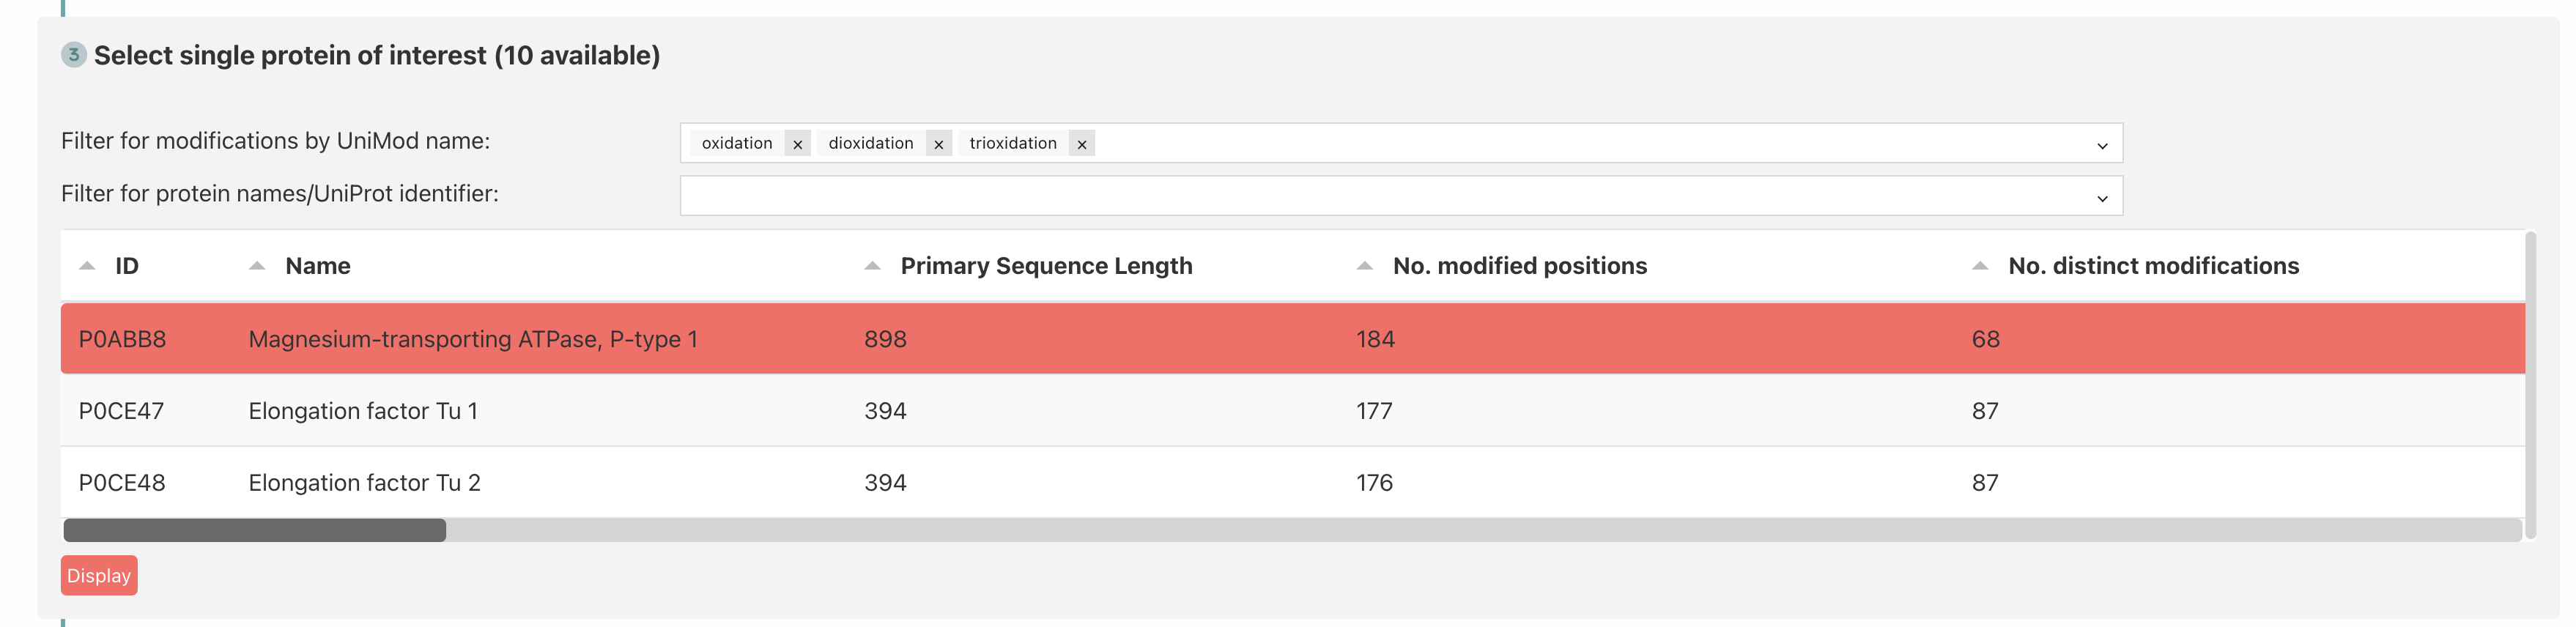 3 Select single protein of interest (10 available)
Filter for modifications by UniMod name: oxidation × dioxidation × trioxidation ×
Filter for protein names/UniProt identifier:
ID Name Primary Sequence Length No. modified positions No. distinct modifications
P0ABB8 Magnesium-transporting ATPase, P-type 1 898 184 68
P0CE47 Elongation factor Tu 1 394 177 87
P0CE48 Elongation factor Tu 2 394 176 87
Display